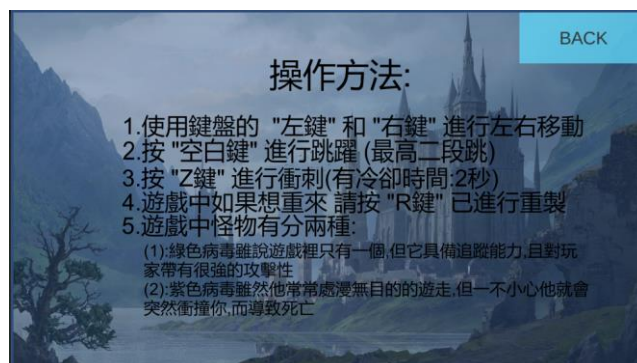 BACK
操作方法:
1.使用鍵盤的 "左鍵" 和 "右鍵" 進行左右移動
2.按 "空白鍵" 進行跳躍 (最高二段跳)
3.按 "Z鍵" 進行衝刺(有冷卻時間:2秒)
4.遊戲中如果想重來 請按 "R鍵" 已進行重製
5.遊戲中怪物有分兩種:
(1):綠色病毒雖說遊戲裡只有一個,但它具備追蹤能力,且對玩
家帶有很強的攻擊性
(2):紫色病毒雖然他常常處漫無目的的遊走,但一不小心他就會
突然衝撞你,而導致死亡